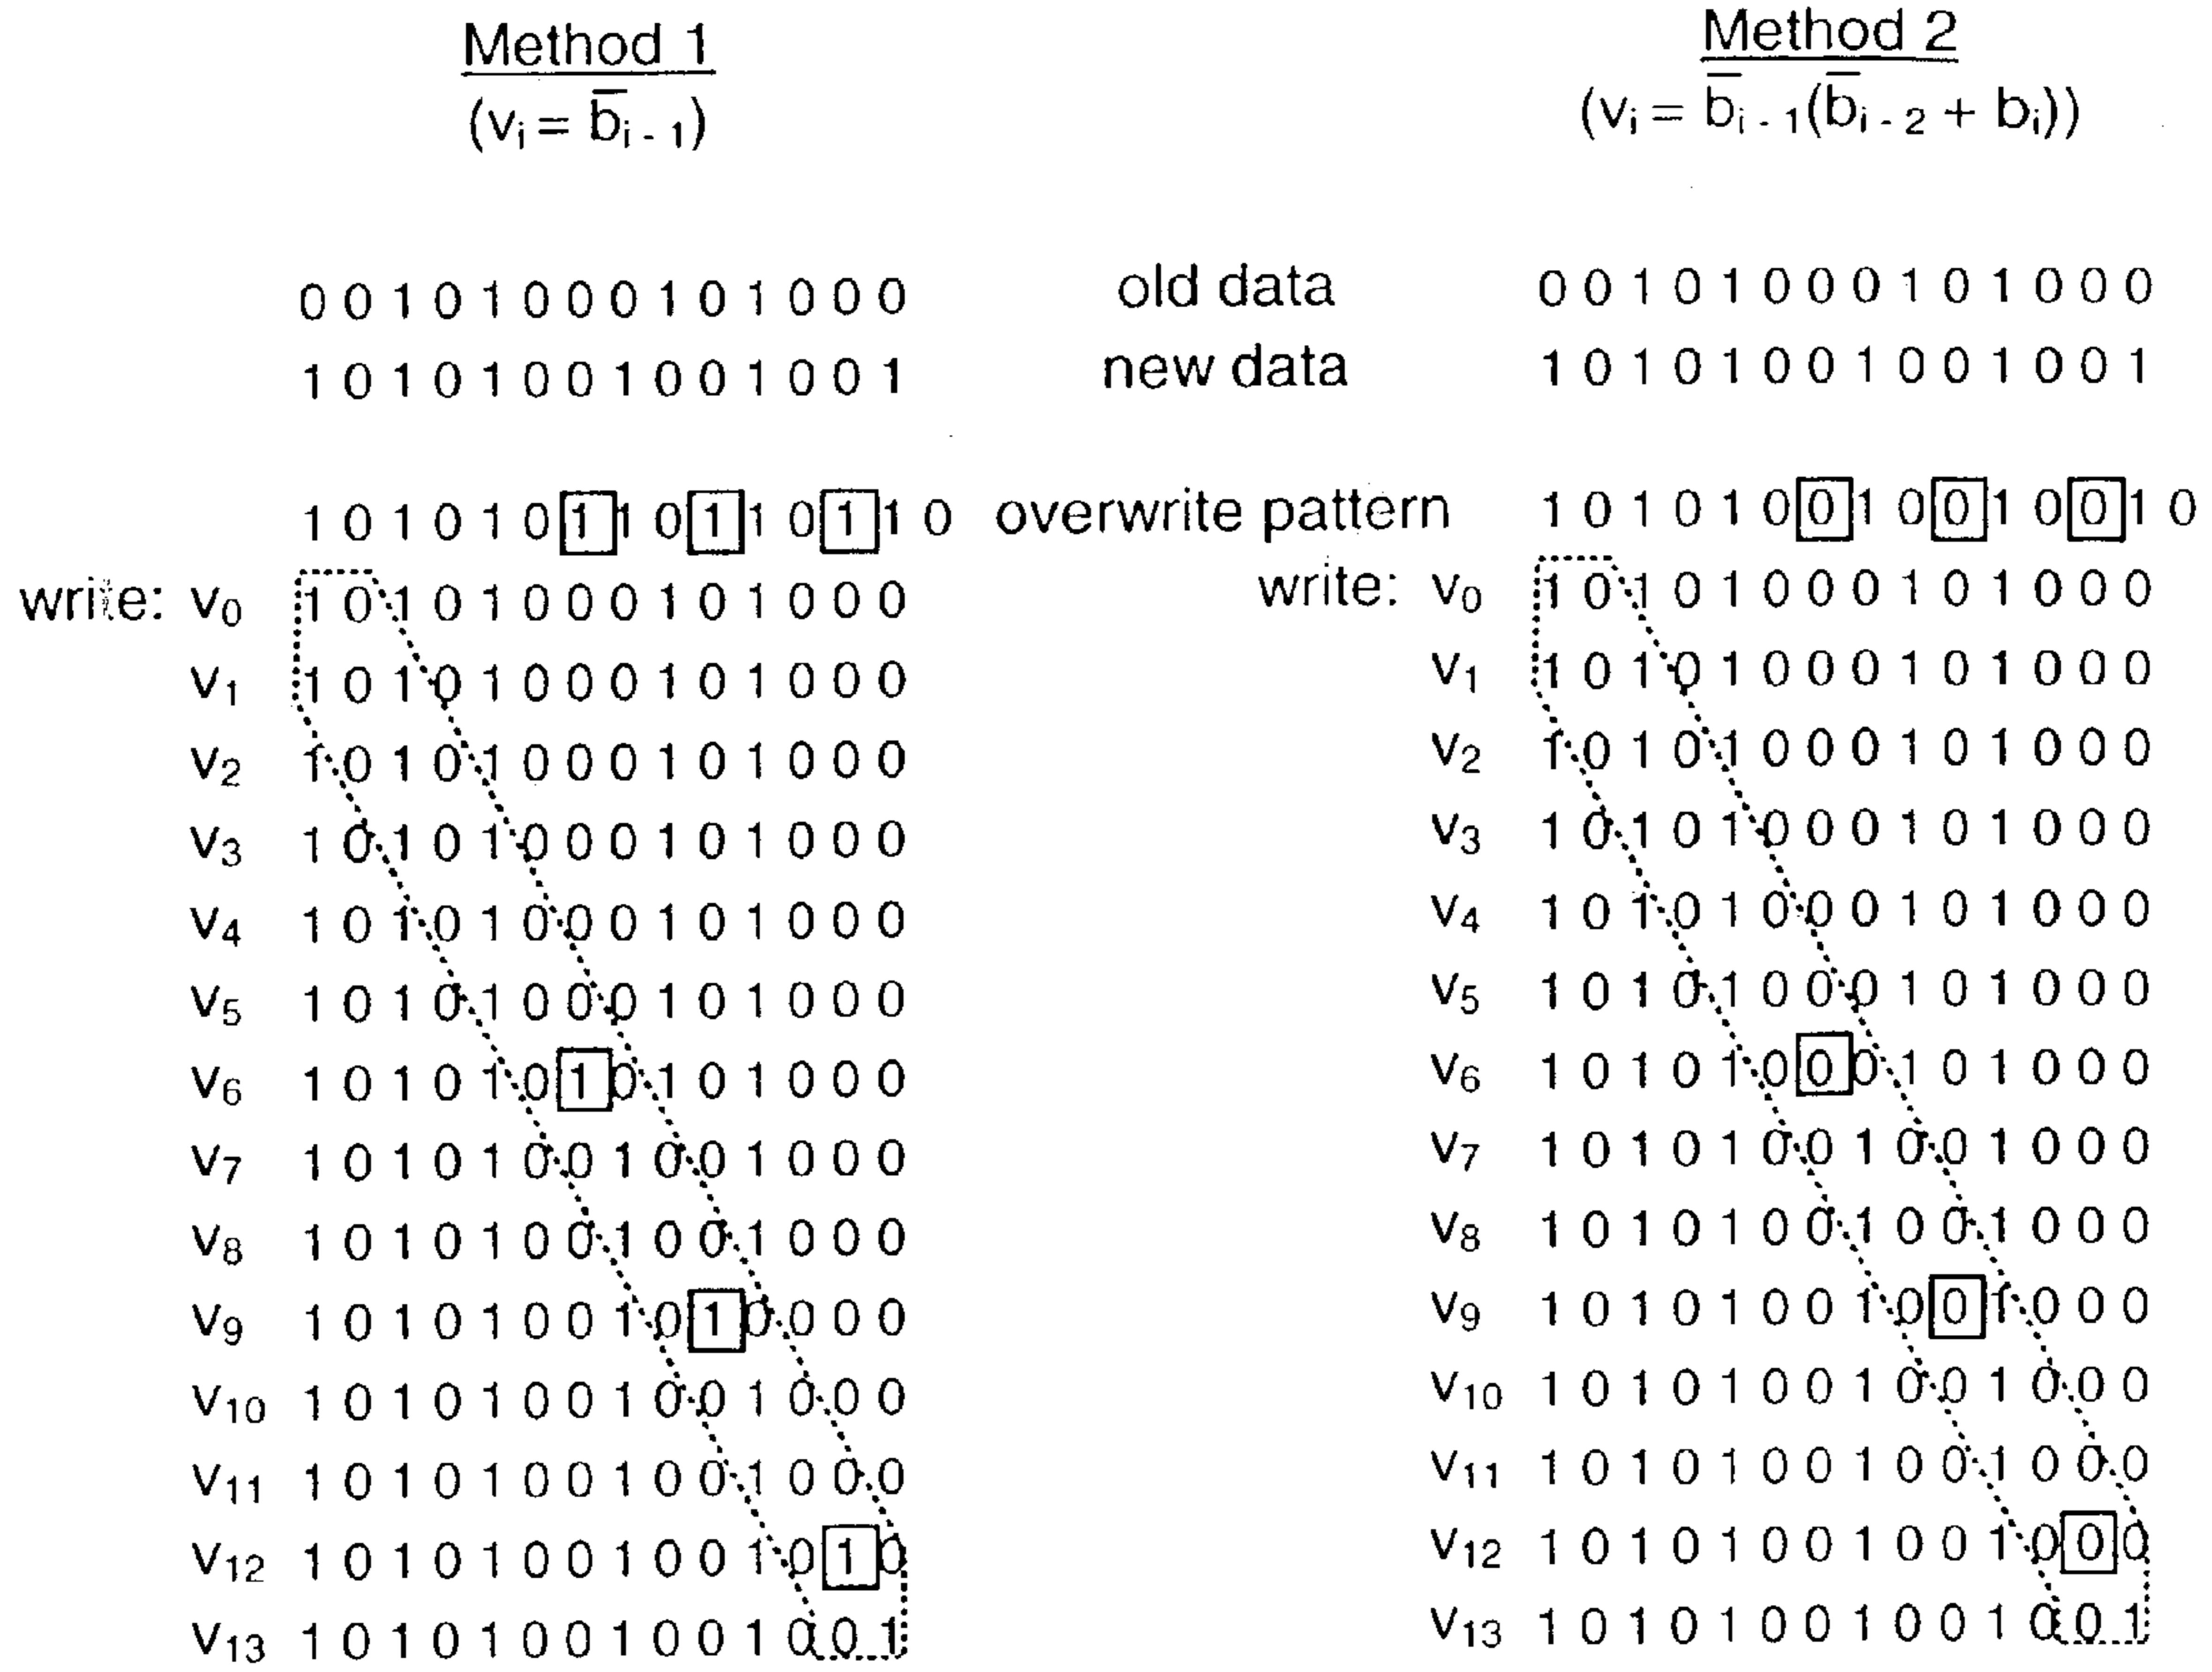 Method 1
(vi = b̅i - 1)
Method 2
(vi = b̅i - 1(b̅i - 2 + bi))
0 0 1 0 1 0 0 0 1 0 1 0 0 0 old data 0 0 1 0 1 0 0 0 1 0 1 0 0 0
1 0 1 0 1 0 0 1 0 0 1 0 0 1 new data 1 0 1 0 1 0 0 1 0 0 1 0 0 1
1 0 1 0 1 0 1 1 0 1 1 0 1 1 0 overwrite pattern 1 0 1 0 1 0 0 1 0 0 1 0 0 1 0
write: v0 1 0 1 0 1 0 0 0 1 0 1 0 0 0 write: v0 1 0 1 0 1 0 0 0 1 0 1 0 0 0
v1 1 0 1 0 1 0 0 0 1 0 1 0 0 0 v1 1 0 1 0 1 0 0 0 1 0 1 0 0 0
v2 1 0 1 0 1 0 0 0 1 0 1 0 0 0 v2 1 0 1 0 1 0 0 0 1 0 1 0 0 0
v3 1 0 1 0 1 0 0 0 1 0 1 0 0 0 v3 1 0 1 0 1 0 0 0 1 0 1 0 0 0
v4 1 0 1 0 1 0 0 0 1 0 1 0 0 0 v4 1 0 1 0 1 0 0 0 1 0 1 0 0 0
v5 1 0 1 0 1 0 0 0 1 0 1 0 0 0 v5 1 0 1 0 1 0 0 0 1 0 1 0 0 0
v6 1 0 1 0 1 0 1 0 1 0 1 0 0 0 v6 1 0 1 0 1 0 0 0 1 0 1 0 0 0
v7 1 0 1 0 1 0 0 1 0 0 1 0 0 0 v7 1 0 1 0 1 0 0 1 0 0 1 0 0 0
v8 1 0 1 0 1 0 0 1 0 0 1 0 0 0 v8 1 0 1 0 1 0 0 1 0 0 1 0 0 0
v9 1 0 1 0 1 0 0 1 0 1 0 0 0 0 v9 1 0 1 0 1 0 0 1 0 0 1 0 0 0
v10 1 0 1 0 1 0 0 1 0 0 1 0 0 0 v10 1 0 1 0 1 0 0 1 0 0 1 0 0 0
v11 1 0 1 0 1 0 0 1 0 0 1 0 0 0 v11 1 0 1 0 1 0 0 1 0 0 1 0 0 0
v12 1 0 1 0 1 0 0 1 0 0 1 0 1 0 v12 1 0 1 0 1 0 0 1 0 0 1 0 0 0
v13 1 0 1 0 1 0 0 1 0 0 1 0 0 1 v13 1 0 1 0 1 0 0 1 0 0 1 0 0 1